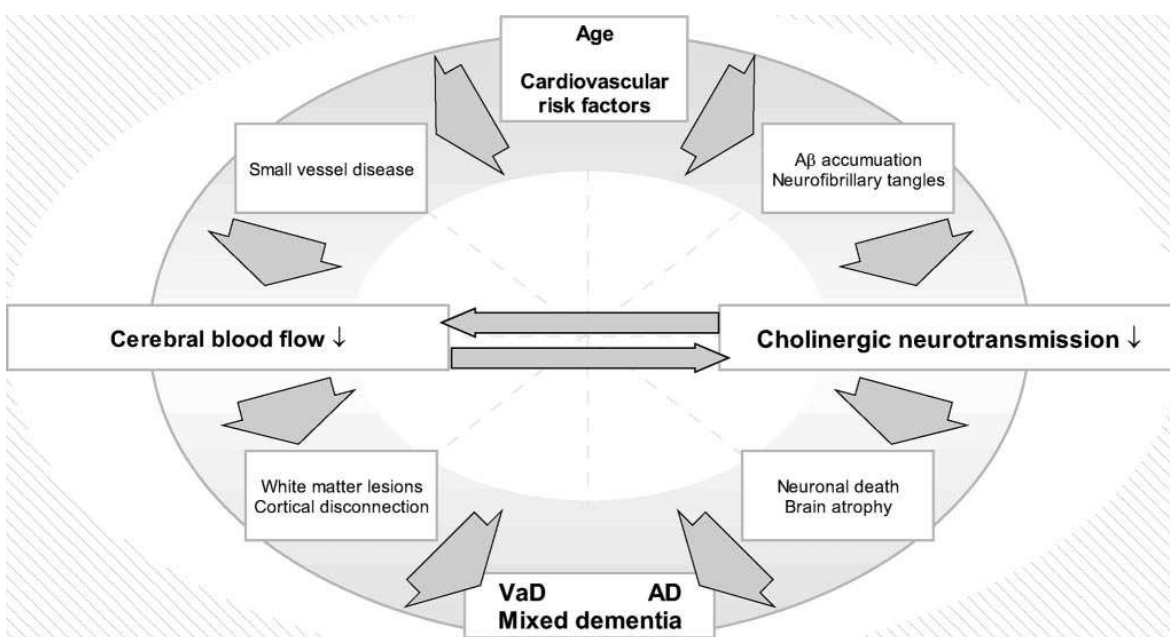 Age
Cardiovascular
risk factors
Small vessel disease
Aβ accumuation
Neurofibrillary tangles
Cerebral blood flow ↓
Cholinergic neurotransmission ↓
White matter lesions
Cortical disconnection
Neuronal death
Brain atrophy
VaD AD
Mixed dementia